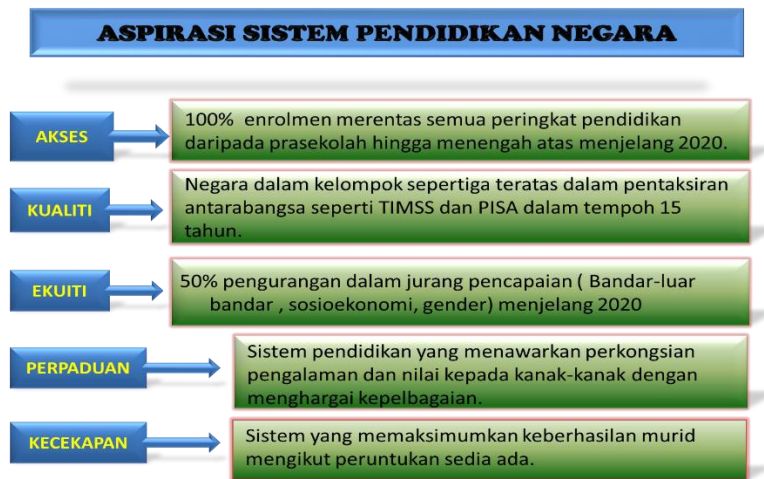 ASPIRASI SISTEM PENDIDIKAN NEGARA
AKSES
100% enrolmen merentas semua peringkat pendidikan
daripada prasekolah hingga menengah atas menjelang 2020.
KUALITI
Negara dalam kelompok sepertiga teratas dalam pentaksiran
antarabangsa seperti TIMSS dan PISA dalam tempoh 15
tahun.
EKUITI
50% pengurangan dalam jurang pencapaian ( Bandar-luar
bandar , sosioekonomi, gender) menjelang 2020
PERPADUAN
Sistem pendidikan yang menawarkan perkongsian
pengalaman dan nilai kepada kanak-kanak dengan
menghargai kepelbagaian.
KECEKAPAN
Sistem yang memaksimumkan keberhasilan murid
mengikut peruntukan sedia ada.